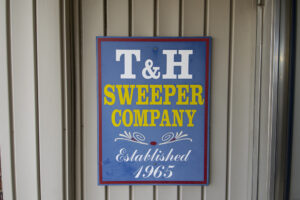 T&H
SWEEPER
COMPANY
Established
1965